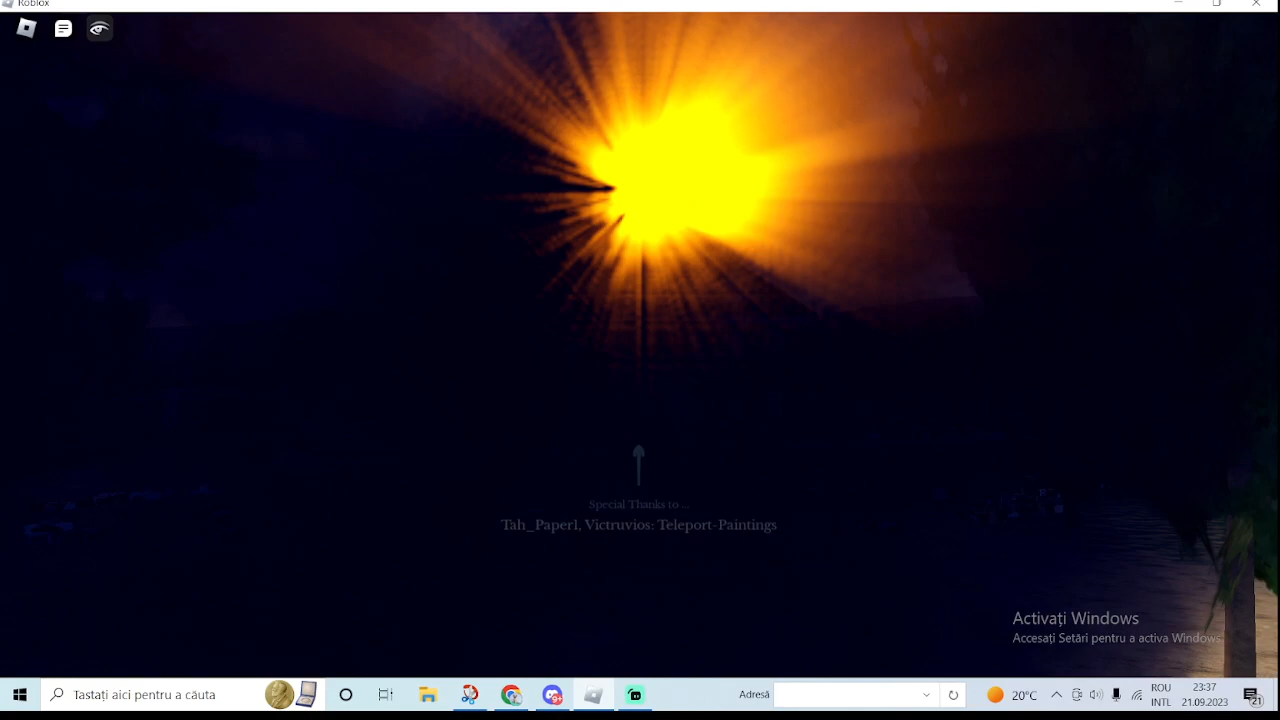 Roblox
Special Thanks to ...
Tah_Paper1, Victruvios: Teleport-Paintings
Activați Windows
Accesați Setări pentru a activa Windows.
Tastați aici pentru a căuta
9+
Adresă
20°C
ROU
INTL
23:37
21.09.2023
21